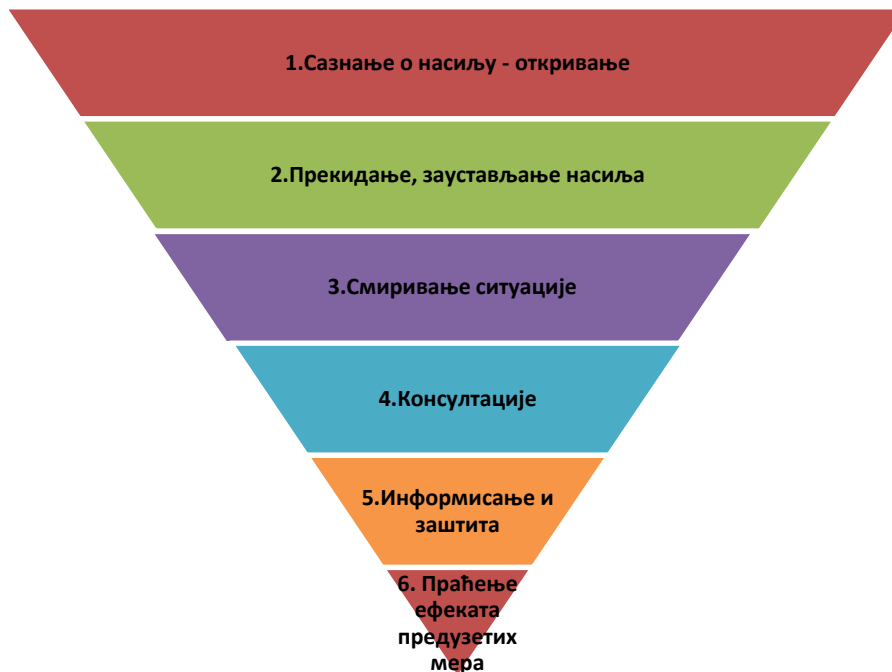 1.Сазнање о насиљу - откривање
2.Прекидање, заустављање насиља
3.Смиривање ситуације
4.Консултације
5.Информисање и
заштита
6. Праћење
ефеката
предузетих
мера